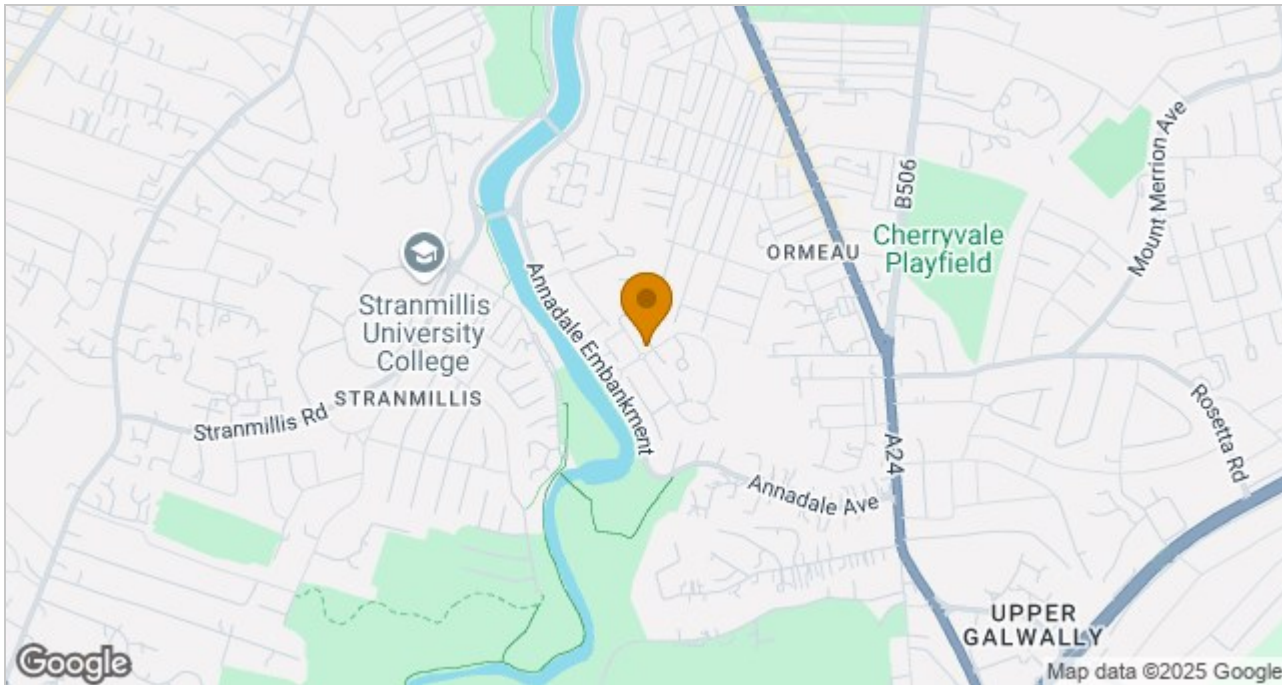 B506
Mount Merrion Ave
ORMEAU
Cherryvale
Playfield
Annadale Embankment
Stranmillis
University
College
STRANMILLIS
Stranmillis Rd
A24
Rosetta Rd
Annadale Ave
UPPER
GALWALLY
Google
Map data ©2025 Google